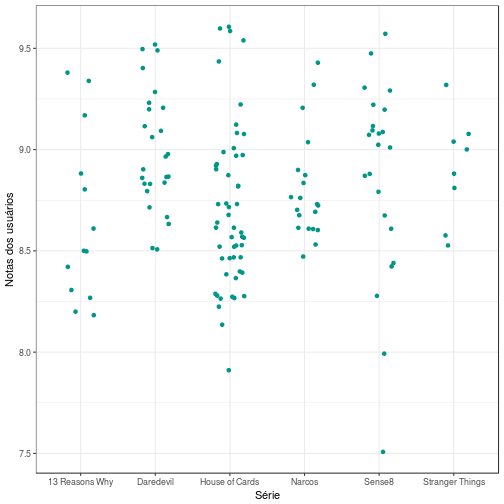 Notas dos usuários
9.5
9.0
8.5
8.0
7.5
13 Reasons Why Daredevil House of Cards Narcos Sense8 Stranger Things
Série